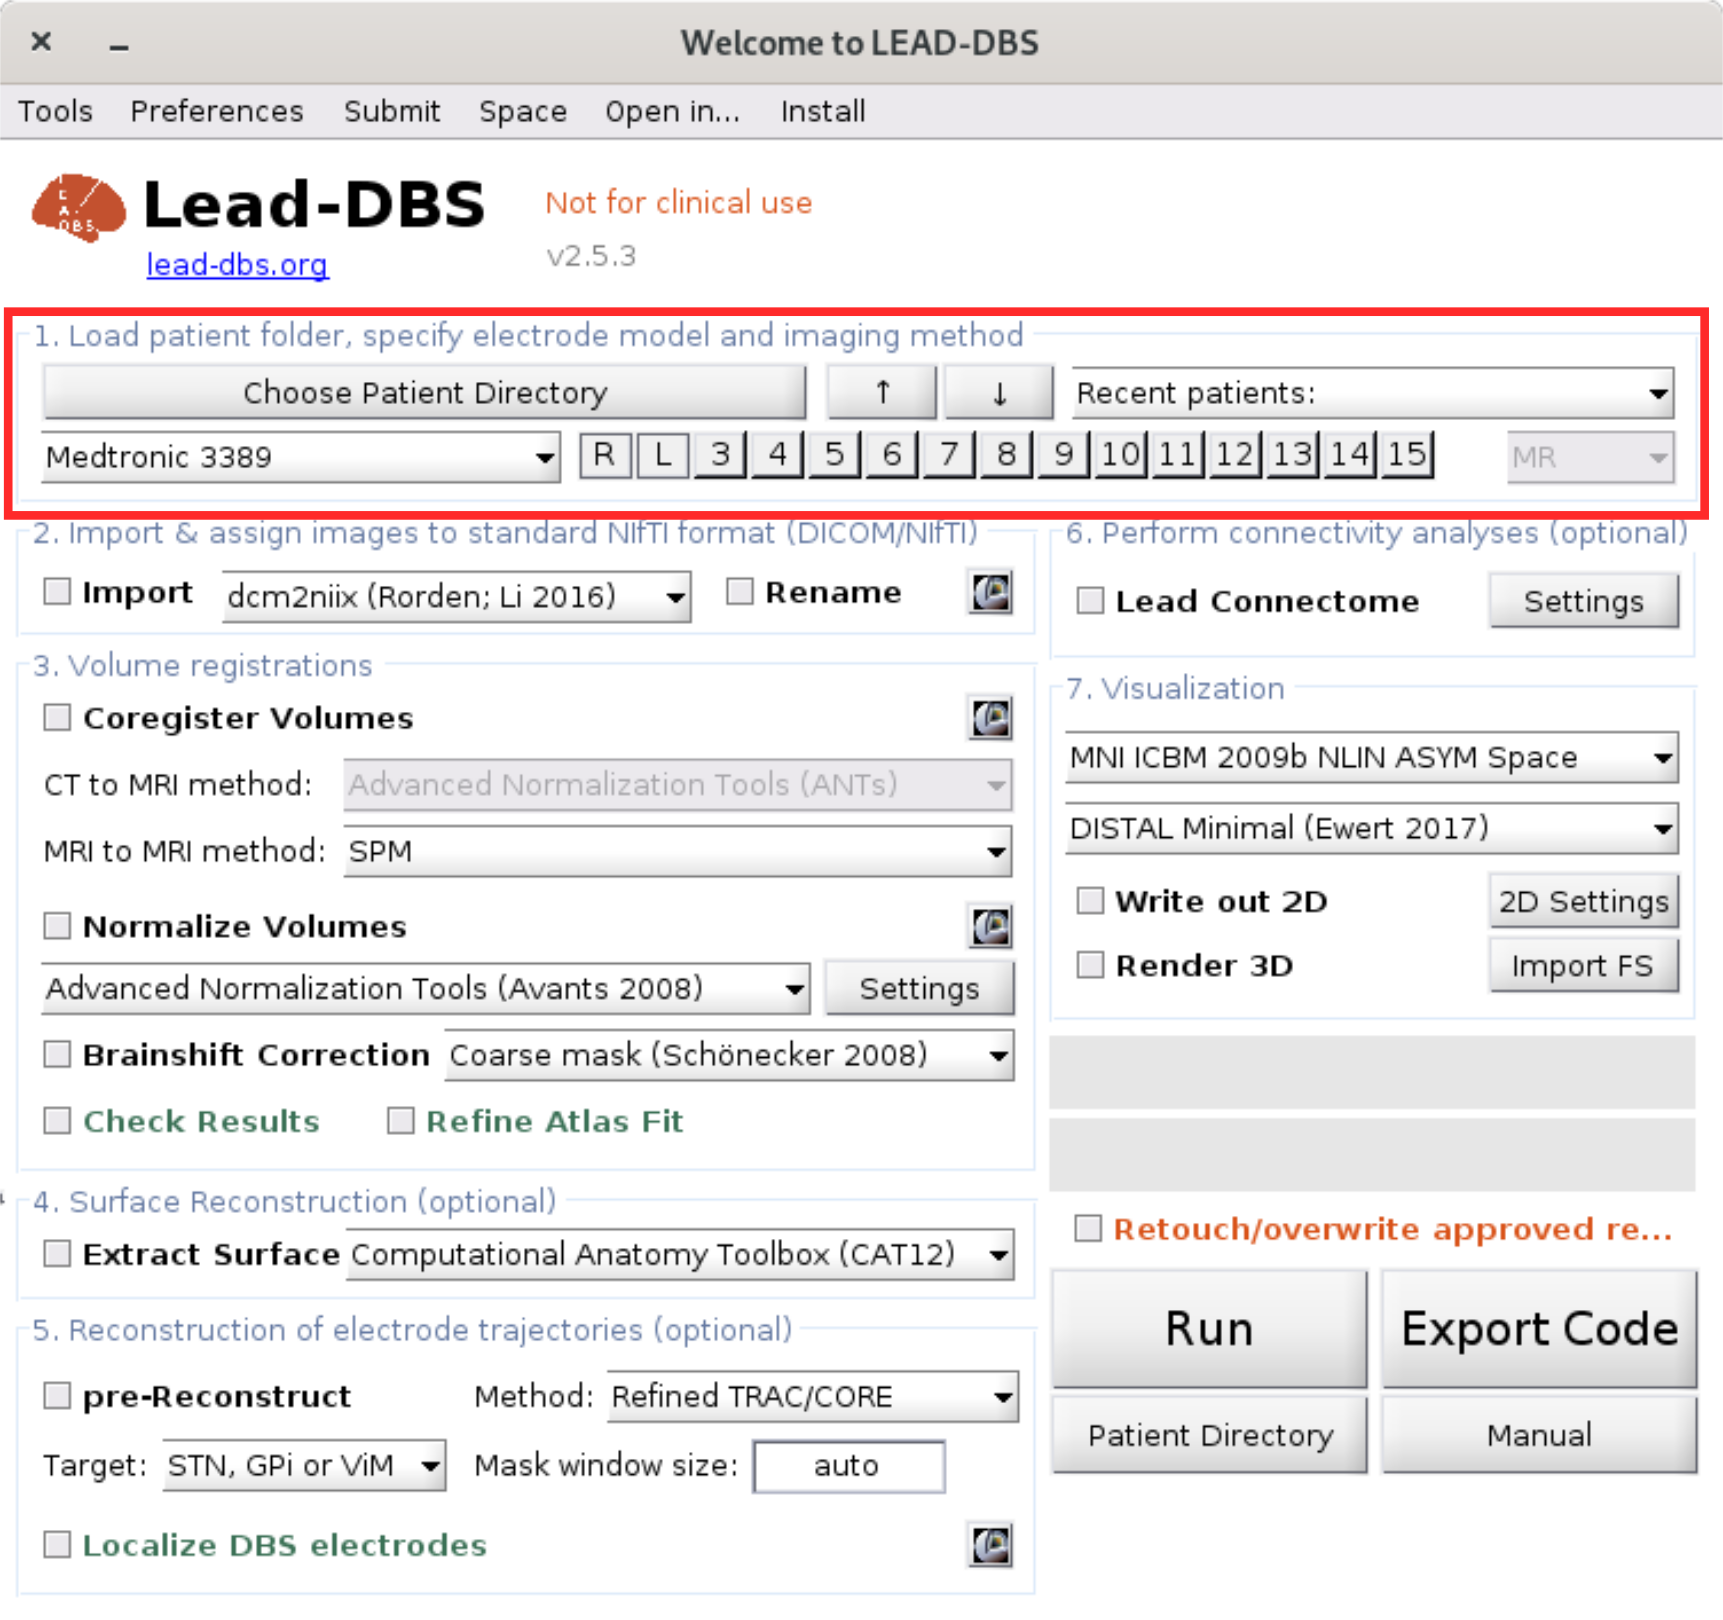 Welcome to LEAD-DBS
Tools Preferences Submit Space Open in... Install
Lead-DBS
Not for clinical use
lead-dbs.org
v2.5.3
1. Load patient folder, specify electrode model and imaging method
Choose Patient Directory ↑ ↓ Recent patients:
Medtronic 3389 R L 3 4 5 6 7 8 9 10 11 12 13 14 15 MR
2. Import & assign images to standard NIfTI format (DICOM/NIfTI)
Import dcm2niix (Rorden; Li 2016) Rename
3. Volume registrations
Coregister Volumes
CT to MRI method: Advanced Normalization Tools (ANTs)
MRI to MRI method: SPM
Normalize Volumes
Advanced Normalization Tools (Avants 2008) Settings
Brainshift Correction Coarse mask (Schönecker 2008)
Check Results Refine Atlas Fit
4. Surface Reconstruction (optional)
Extract Surface Computational Anatomy Toolbox (CAT12)
5. Reconstruction of electrode trajectories (optional)
pre-Reconstruct Method: Refined TRAC/CORE
Target: STN, GPi or ViM Mask window size: auto
Localize DBS electrodes
6. Perform connectivity analyses (optional)
Lead Connectome Settings
7. Visualization
MNI ICBM 2009b NLIN ASYM Space
DISTAL Minimal (Ewert 2017)
Write out 2D 2D Settings
Render 3D Import FS
Retouch/overwrite approved re...
Run Export Code
Patient Directory Manual